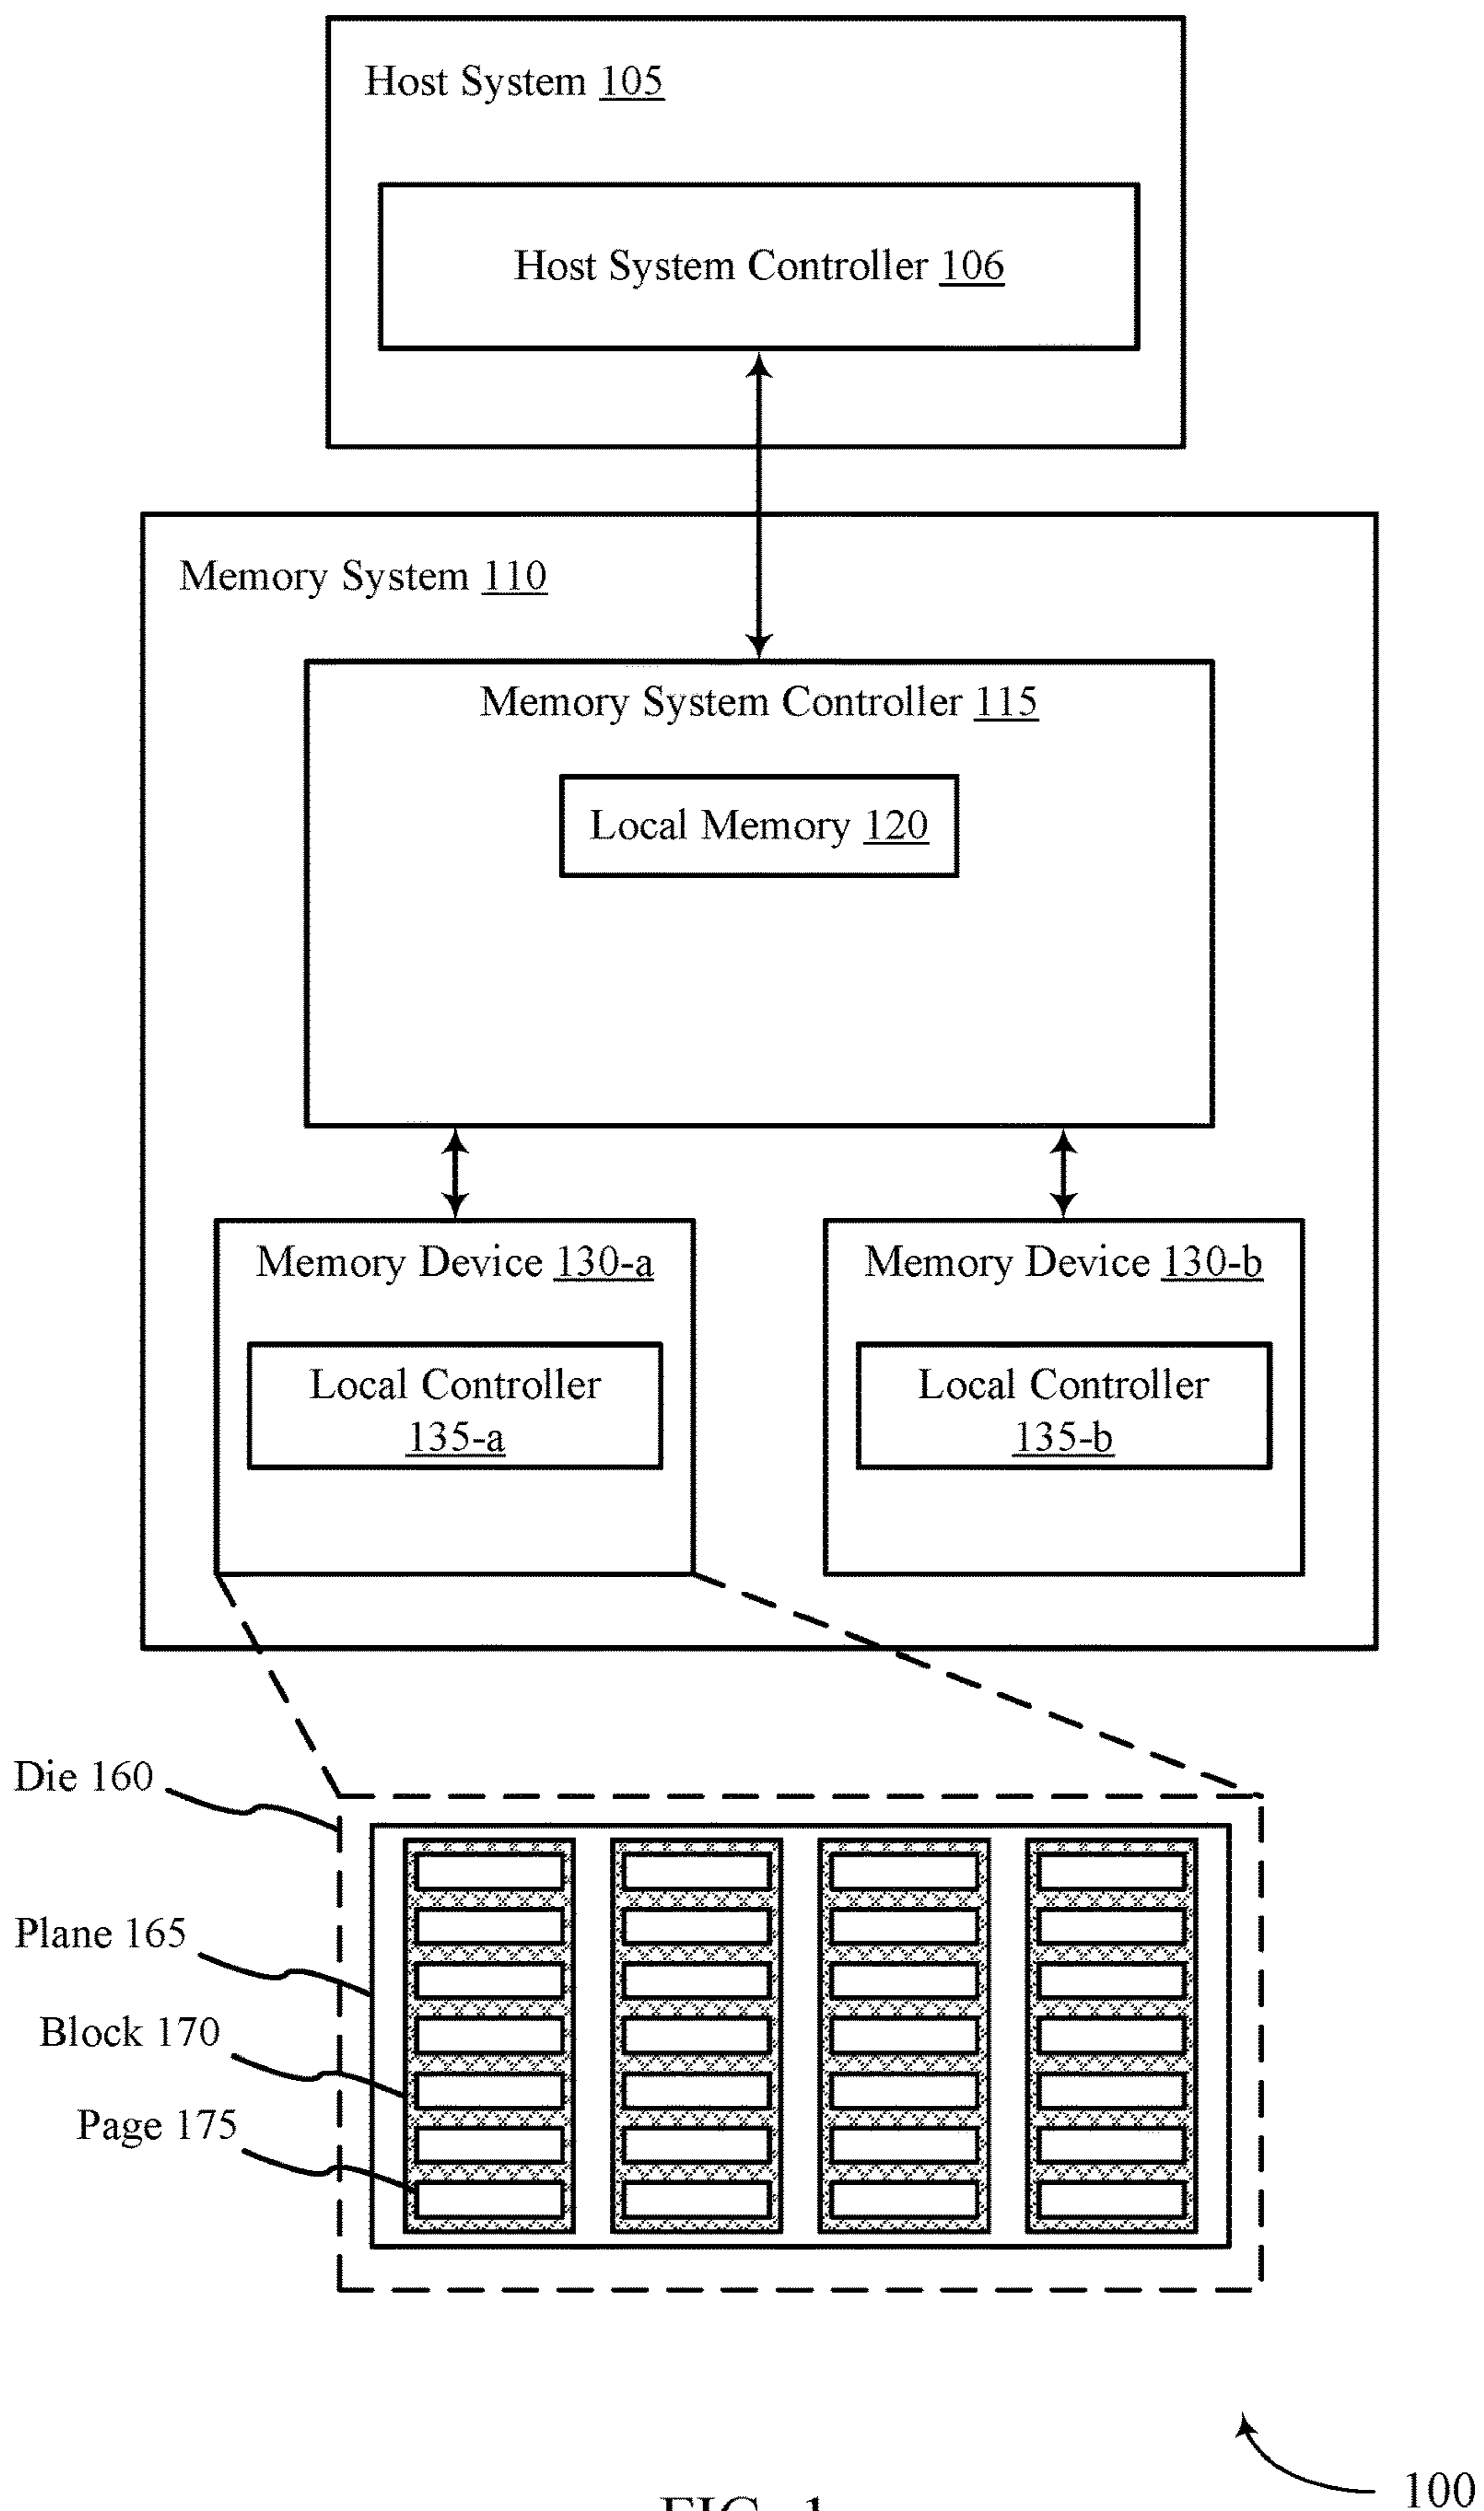 Host System 105
Host System Controller 106
Memory System 110
Memory System Controller 115
Local Memory 120
Memory Device 130-a
Memory Device 130-b
Local Controller
135-a
Local Controller
135-b
Die 160
Plane 165
Block 170
Page 175
100
FIG. 1